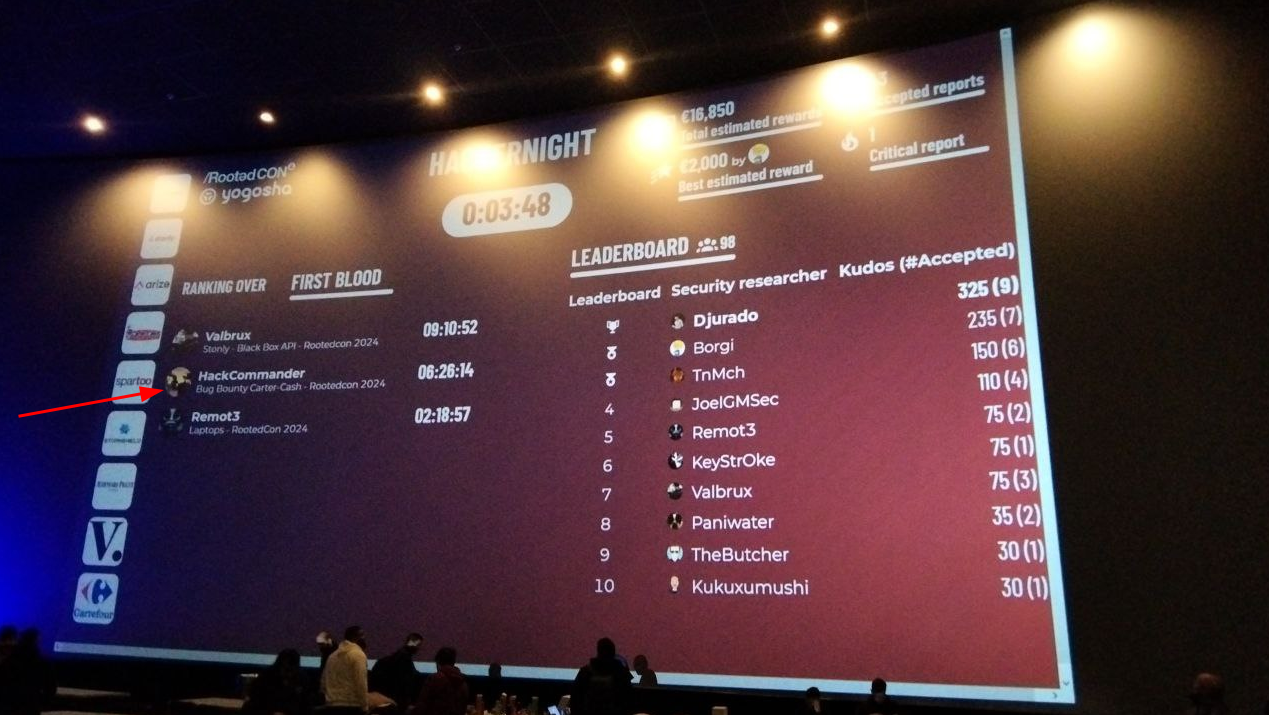 /RootedCON
yogosha
HACKERNIGHT
0:03:48
€16,850
Total estimated rewards
€2,000 by
Best estimated reward
Accepted reports
1
Critical report
arize
spartoo
V.
Carrefour
RANKING OVER
FIRST BLOOD
Valbrux
Stonly - Black Box API - Rootedcon 2024
09:10:52
HackCommander
Bug Bounty Carter-Cash - Rootedcon 2024
06:26:14
Remot3
Laptops - RootedCon 2024
02:18:57
LEADERBOARD 98
Leaderboard Security researcher Kudos (#Accepted)
Djurado 325 (9)
Borgi 235 (7)
TnMch 150 (6)
4 JoelGMSec 110 (4)
5 Remot3 75 (2)
6 KeyStrOke 75 (1)
7 Valbrux 75 (3)
8 Paniwater 35 (2)
9 TheButcher 30 (1)
10 Kukuxumushi 30 (1)